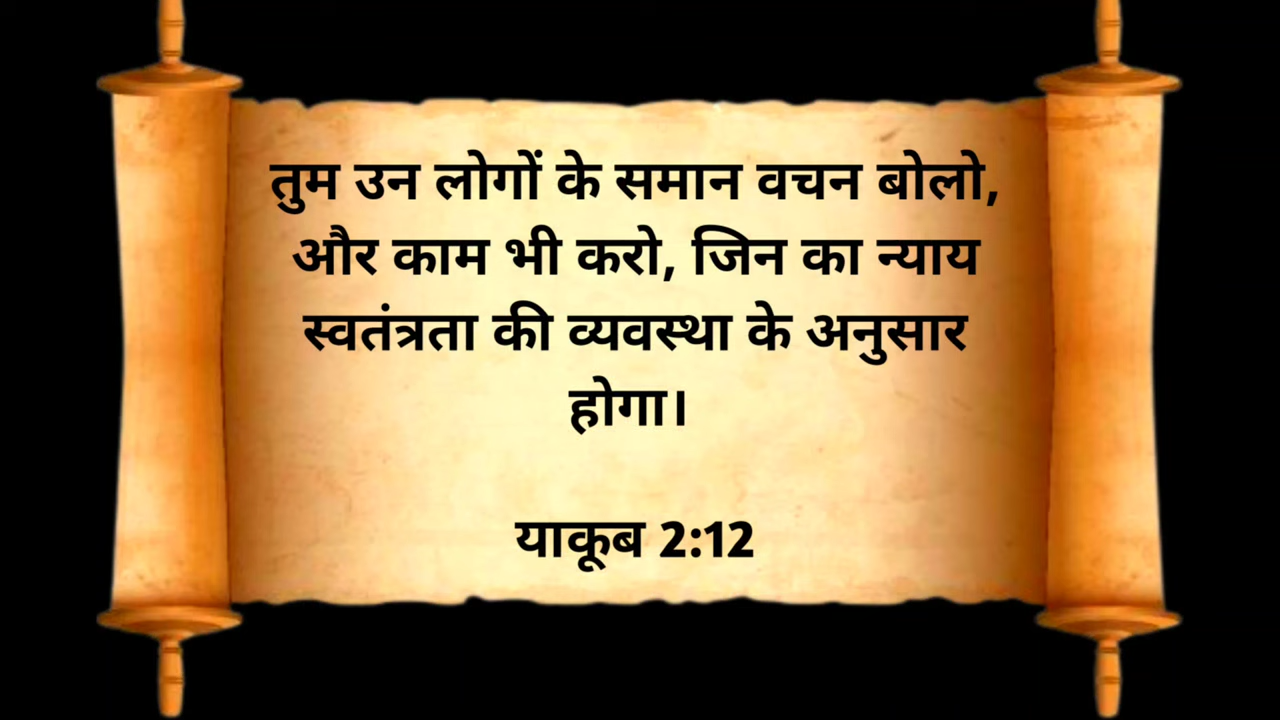 तुम उन लोगों के समान वचन बोलो,
और काम भी करो, जिन का न्याय
स्वतंत्रता की व्यवस्था के अनुसार
होगा।
याकूब 2:12